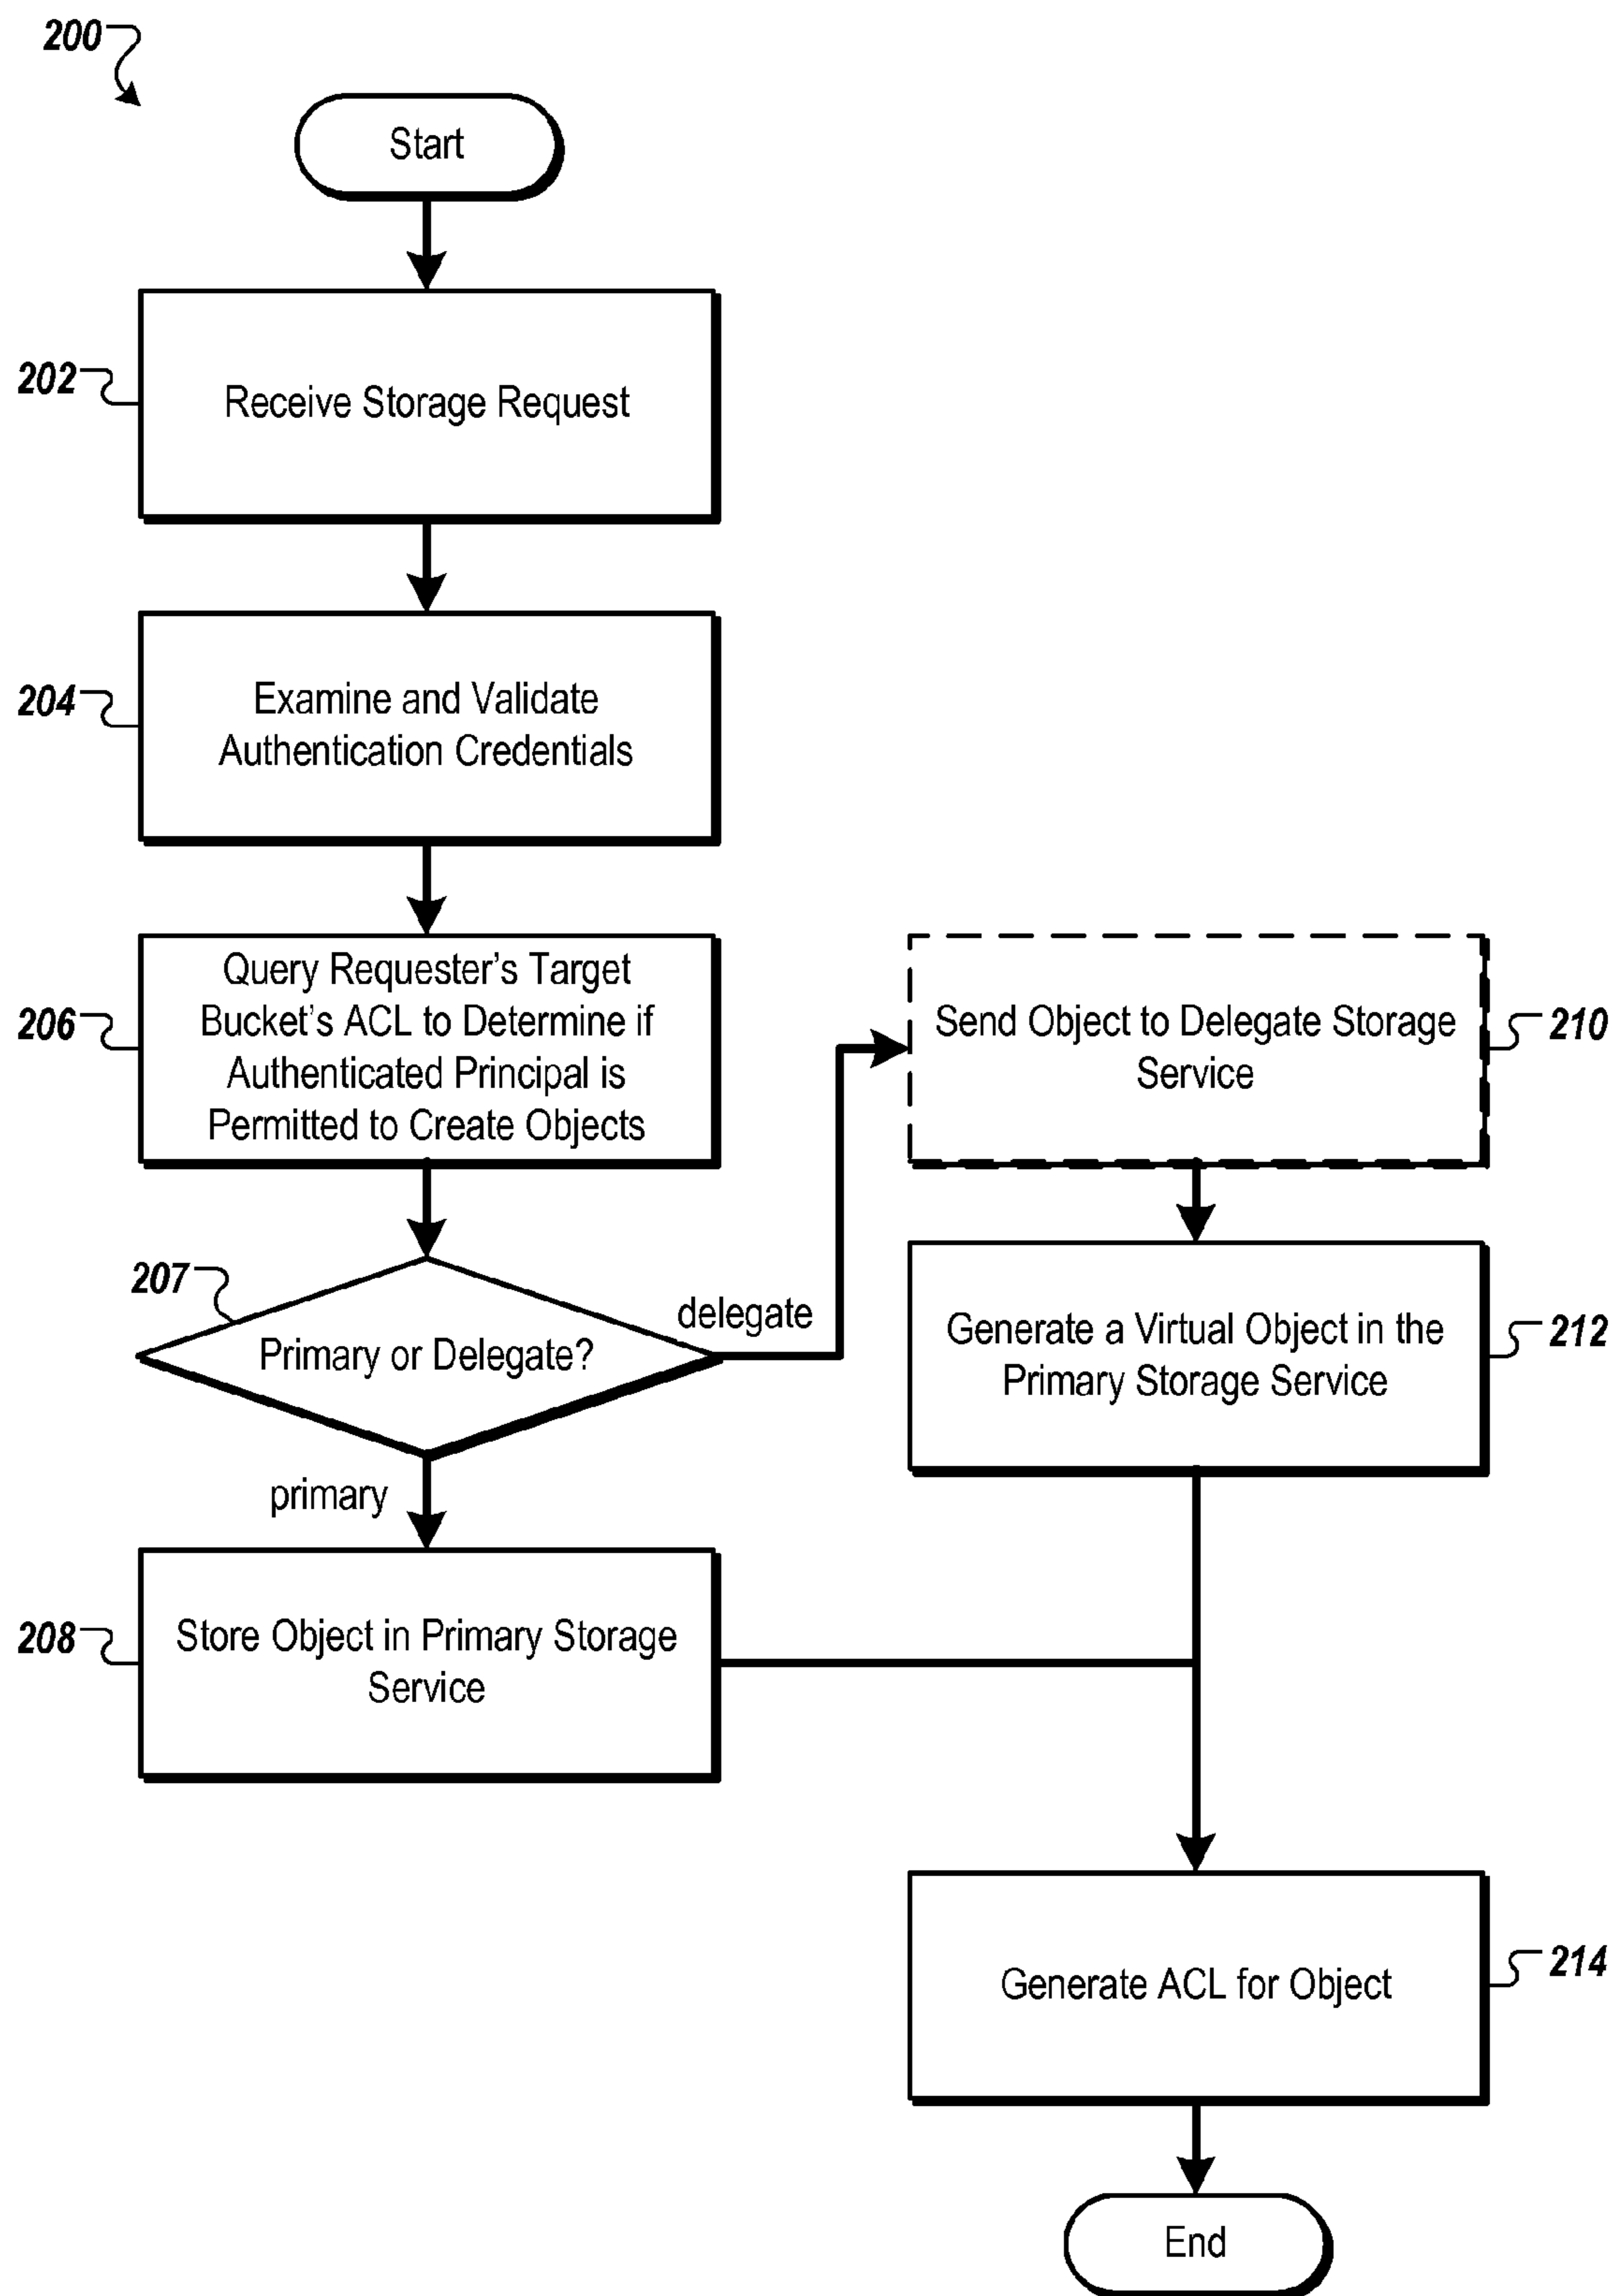 200
Start
202
Receive Storage Request
204
Examine and Validate
Authentication Credentials
206
Query Requester's Target
Bucket's ACL to Determine if
Authenticated Principal is
Permitted to Create Objects
Send Object to Delegate Storage
Service
210
207
Primary or Delegate?
delegate
Generate a Virtual Object in the
Primary Storage Service
212
primary
208
Store Object in Primary Storage
Service
Generate ACL for Object
214
End